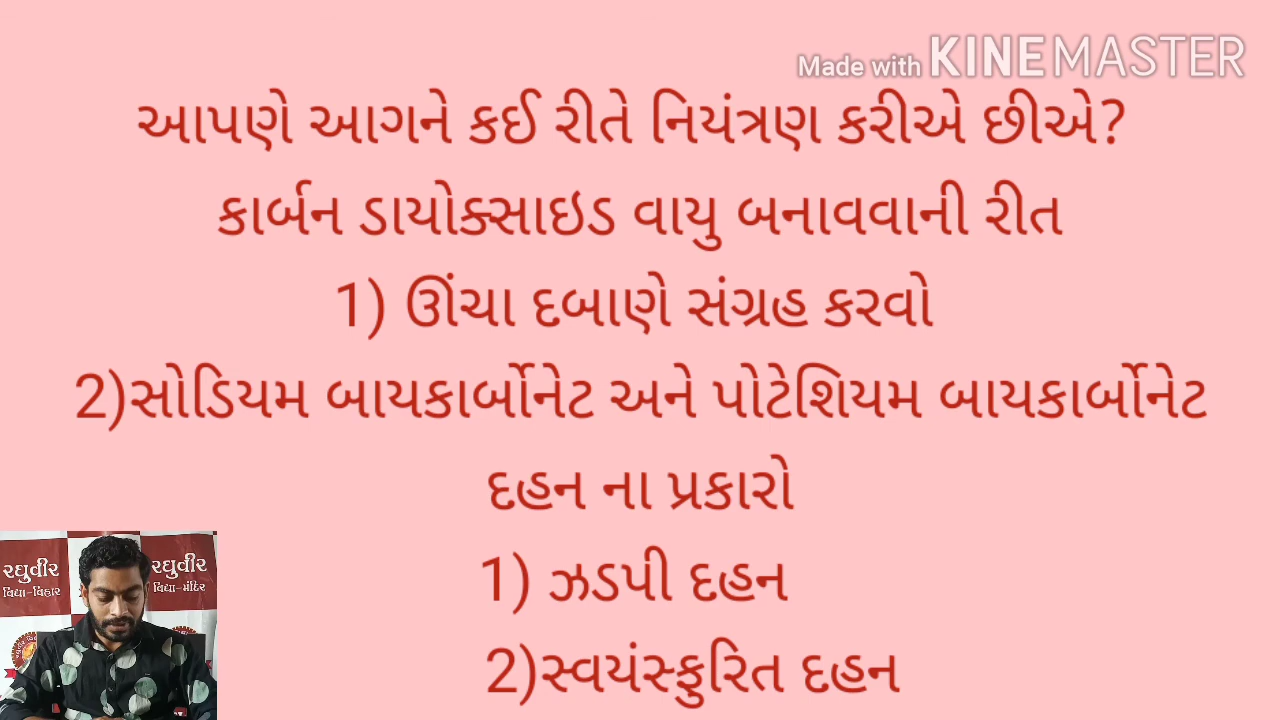 Made with KINEMASTER
આપણે આગને કઈ રીતે નિયંત્રણ કરીએ છીએ?
કાર્બન ડાયોક્સાઇડ વાયુ બનાવવાની રીત
1) ઊંચા દબાણે સંગ્રહ કરવો
2)સોડિયમ બાયકાર્બોનેટ અને પોટેશિયમ બાયકાર્બોનેટ
દહન ના પ્રકારો
1) ઝડપી દહન
2)સ્વયંસ્ફુરિત દહન
રઘુવીર
વિદ્યા-વિહાર
રઘુવીર
વિદ્યા-મંદિર